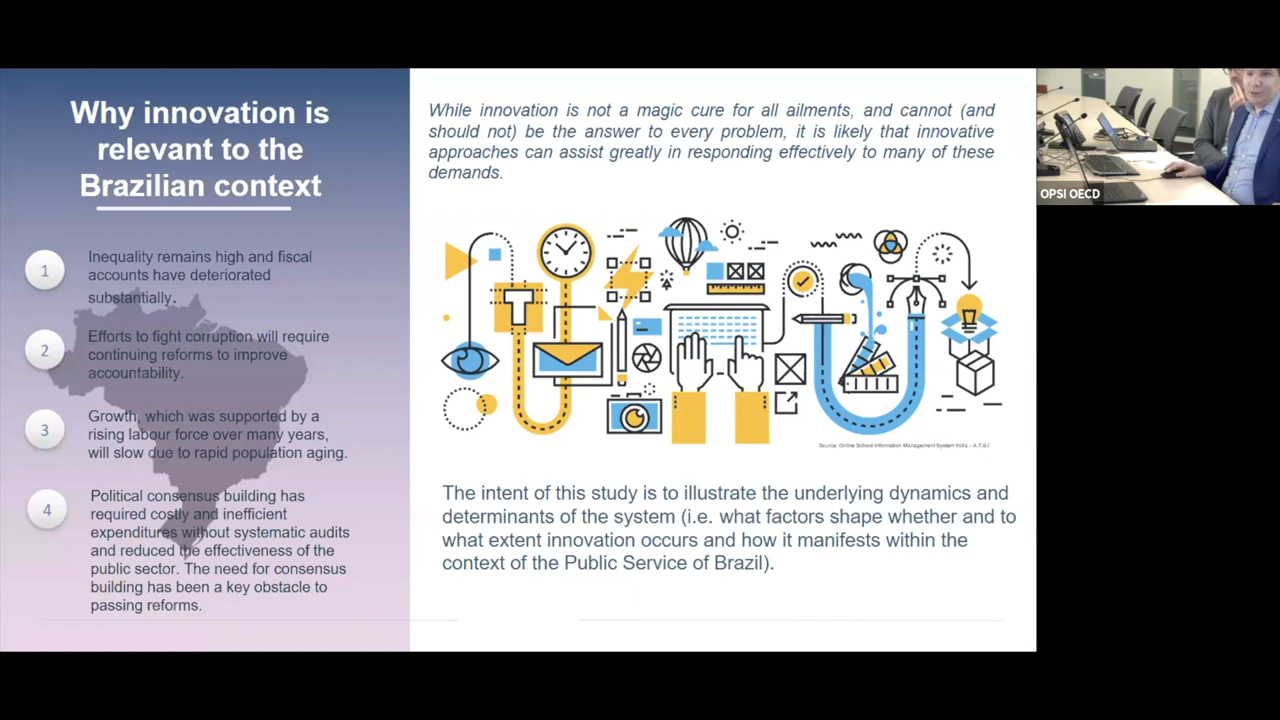 Why innovation is
relevant to the
Brazilian context
1
Inequality remains high and fiscal
accounts have deteriorated
substantially.
2
Efforts to fight corruption will require
continuing reforms to improve
accountability.
3
Growth, which was supported by a
rising labour force over many years,
will slow due to rapid population aging.
4
Political consensus building has
required costly and inefficient
expenditures without systematic audits
and reduced the effectiveness of the
public sector. The need for consensus
building has been a key obstacle to
passing reforms.
While innovation is not a magic cure for all ailments, and cannot (and
should not) be the answer to every problem, it is likely that innovative
approaches can assist greatly in responding effectively to many of these
demands.
T
Source: Online School Information Management System India - A.T.B.I
The intent of this study is to illustrate the underlying dynamics and
determinants of the system (i.e. what factors shape whether and to
what extent innovation occurs and how it manifests within the
context of the Public Service of Brazil).
OPSI OECD